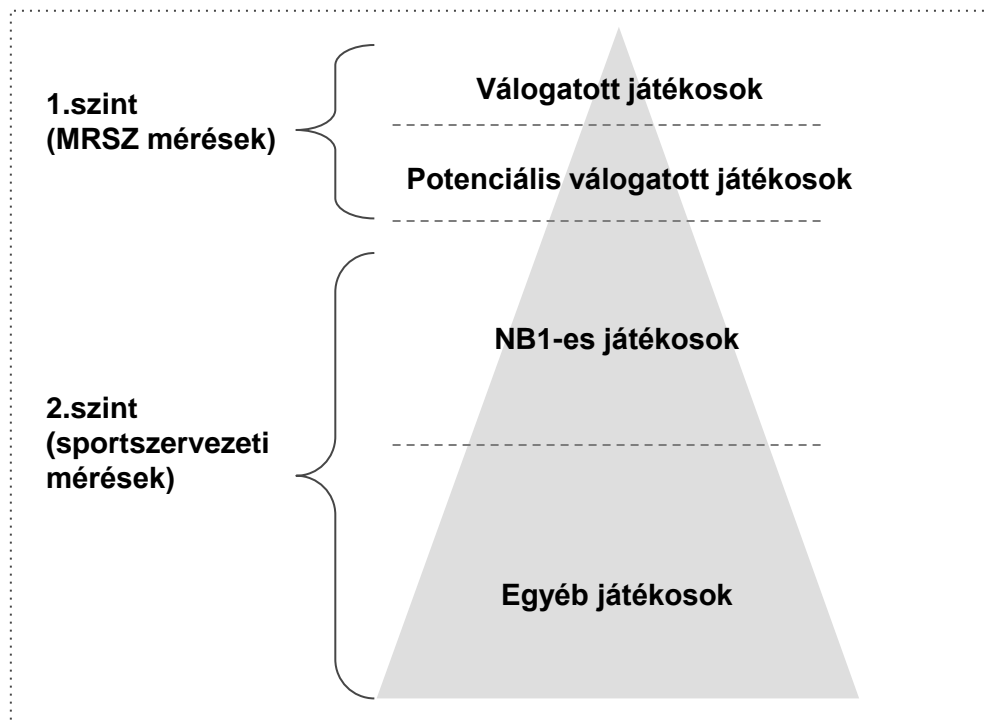 1.szint
(MRSZ mérések)
Válogatott játékosok
Potenciális válogatott játékosok
2.szint
(sportszervezeti
mérések)
NB1-es játékosok
Egyéb játékosok